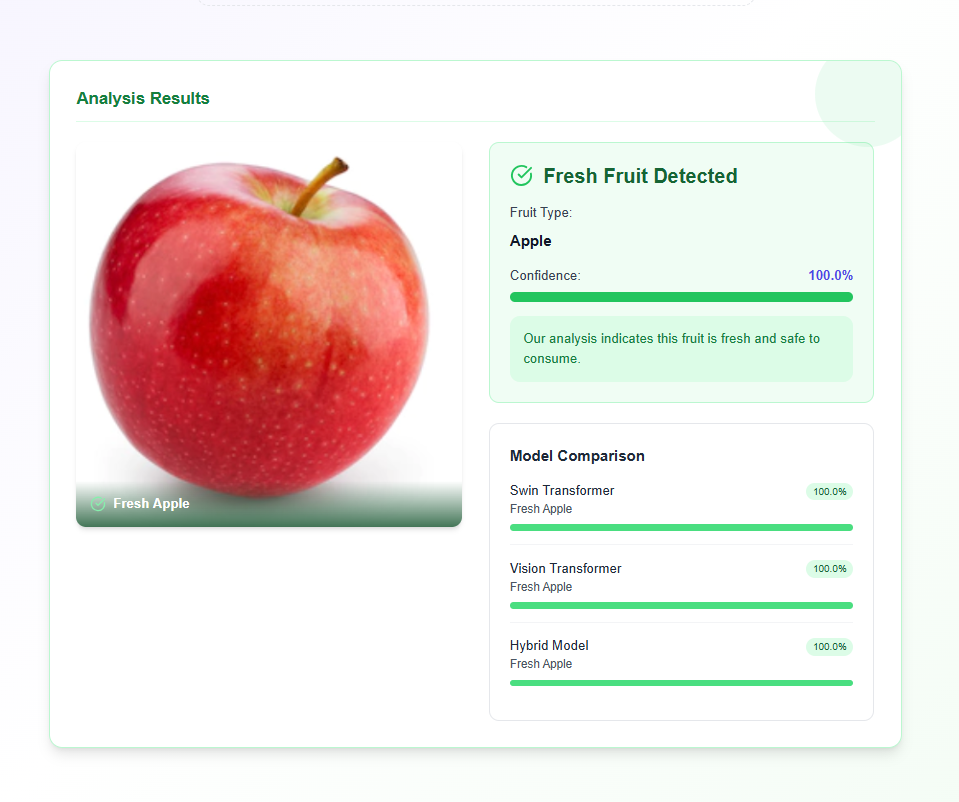 Analysis Results
Fresh Apple
Fresh Fruit Detected
Fruit Type:
Apple
Confidence: 100.0%
Our analysis indicates this fruit is fresh and safe to
consume.
Model Comparison
Swin Transformer 100.0%
Fresh Apple
Vision Transformer 100.0%
Fresh Apple
Hybrid Model 100.0%
Fresh Apple